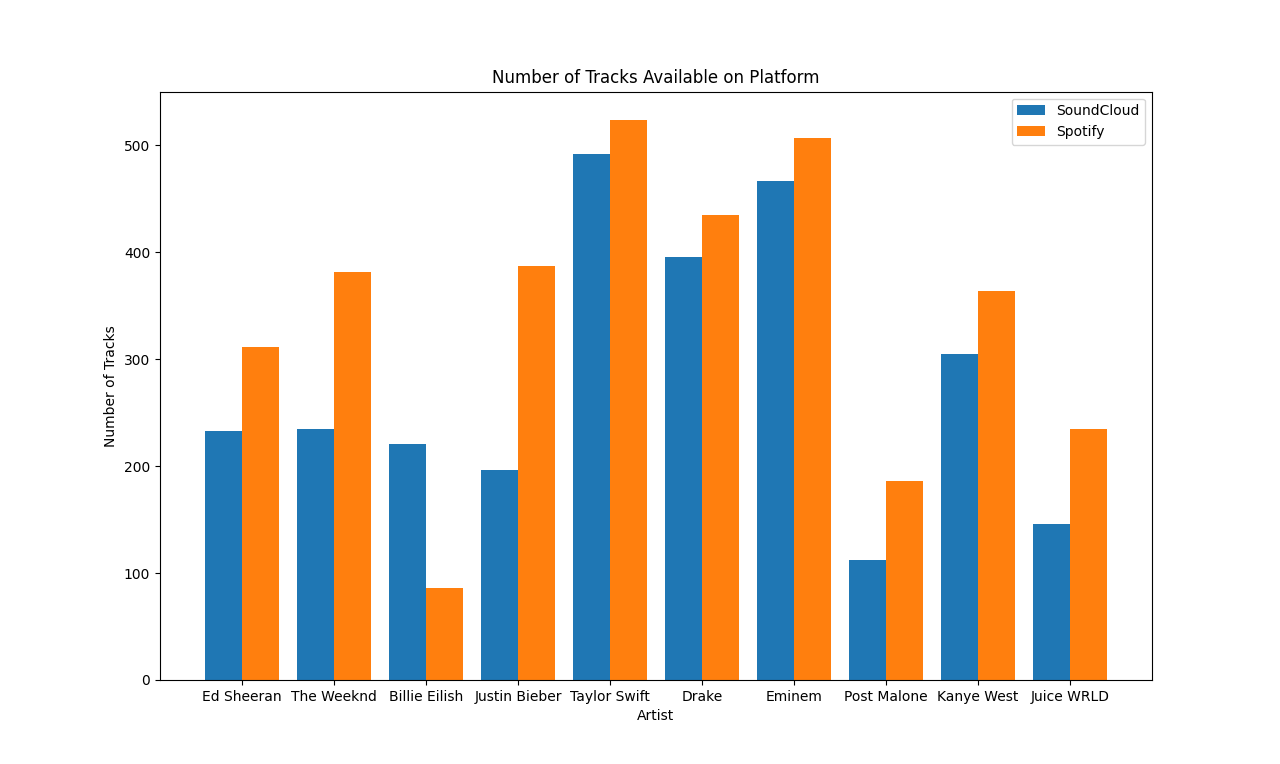 Number of Tracks Available on Platform
SoundCloud
Spotify
Number of Tracks
500
400
300
200
100
0
Ed Sheeran The Weeknd Billie Eilish Justin Bieber Taylor Swift Drake Eminem Post Malone Kanye West Juice WRLD
Artist